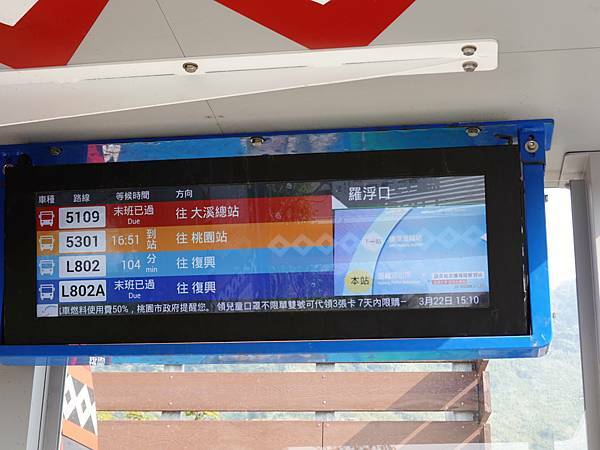 車種 路線 等候時間 方向
5109 末班已過 Due 往 大溪總站
5301 16:51 到站 往 桃園站
L802 104 分 min 往 復興
L802A 末班已過 Due 往 復興
羅浮口
下一站
本站
車燃料使用費50%，桃園市政府提醒您。 領兒童口罩不限單雙號可代領3張卡 7天內限購
3月22日 15:10